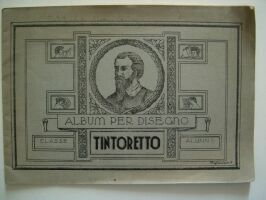 ALBUM PER DISEGNO
CLASSE
TINTORETTO
ALUNNO